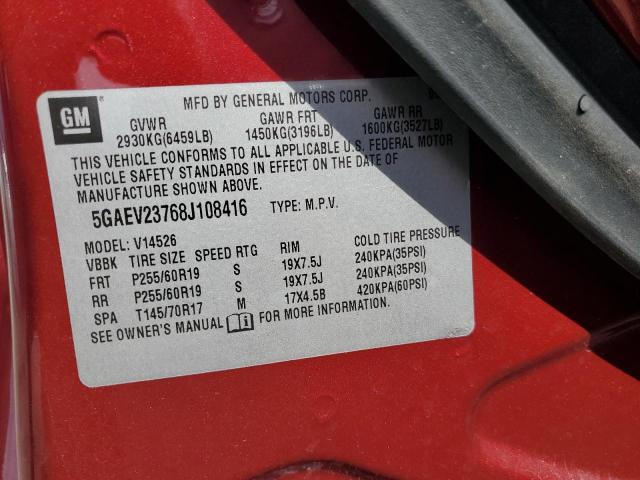 GM
MFD BY GENERAL MOTORS CORP.
GVWR GAWR FRT GAWR RR
2930KG(6459LB) 1450KG(3196LB) 1600KG(3527LB)
THIS VEHICLE CONFORMS TO ALL APPLICABLE U.S. FEDERAL MOTOR
VEHICLE SAFETY STANDARDS IN EFFECT ON THE DATE OF
MANUFACTURE SHOWN ABOVE.
5GAEV23768J108416 TYPE: M.P.V.
MODEL: V14526
VBBK TIRE SIZE SPEED RTG RIM COLD TIRE PRESSURE
FRT P255/60R19 S 19X7.5J 240KPA(35PSI)
RR P255/60R19 S 19X7.5J 240KPA(35PSI)
SPA T145/70R17 M 17X4.5B 420KPA(60PSI)
SEE OWNER'S MANUAL FOR MORE INFORMATION.